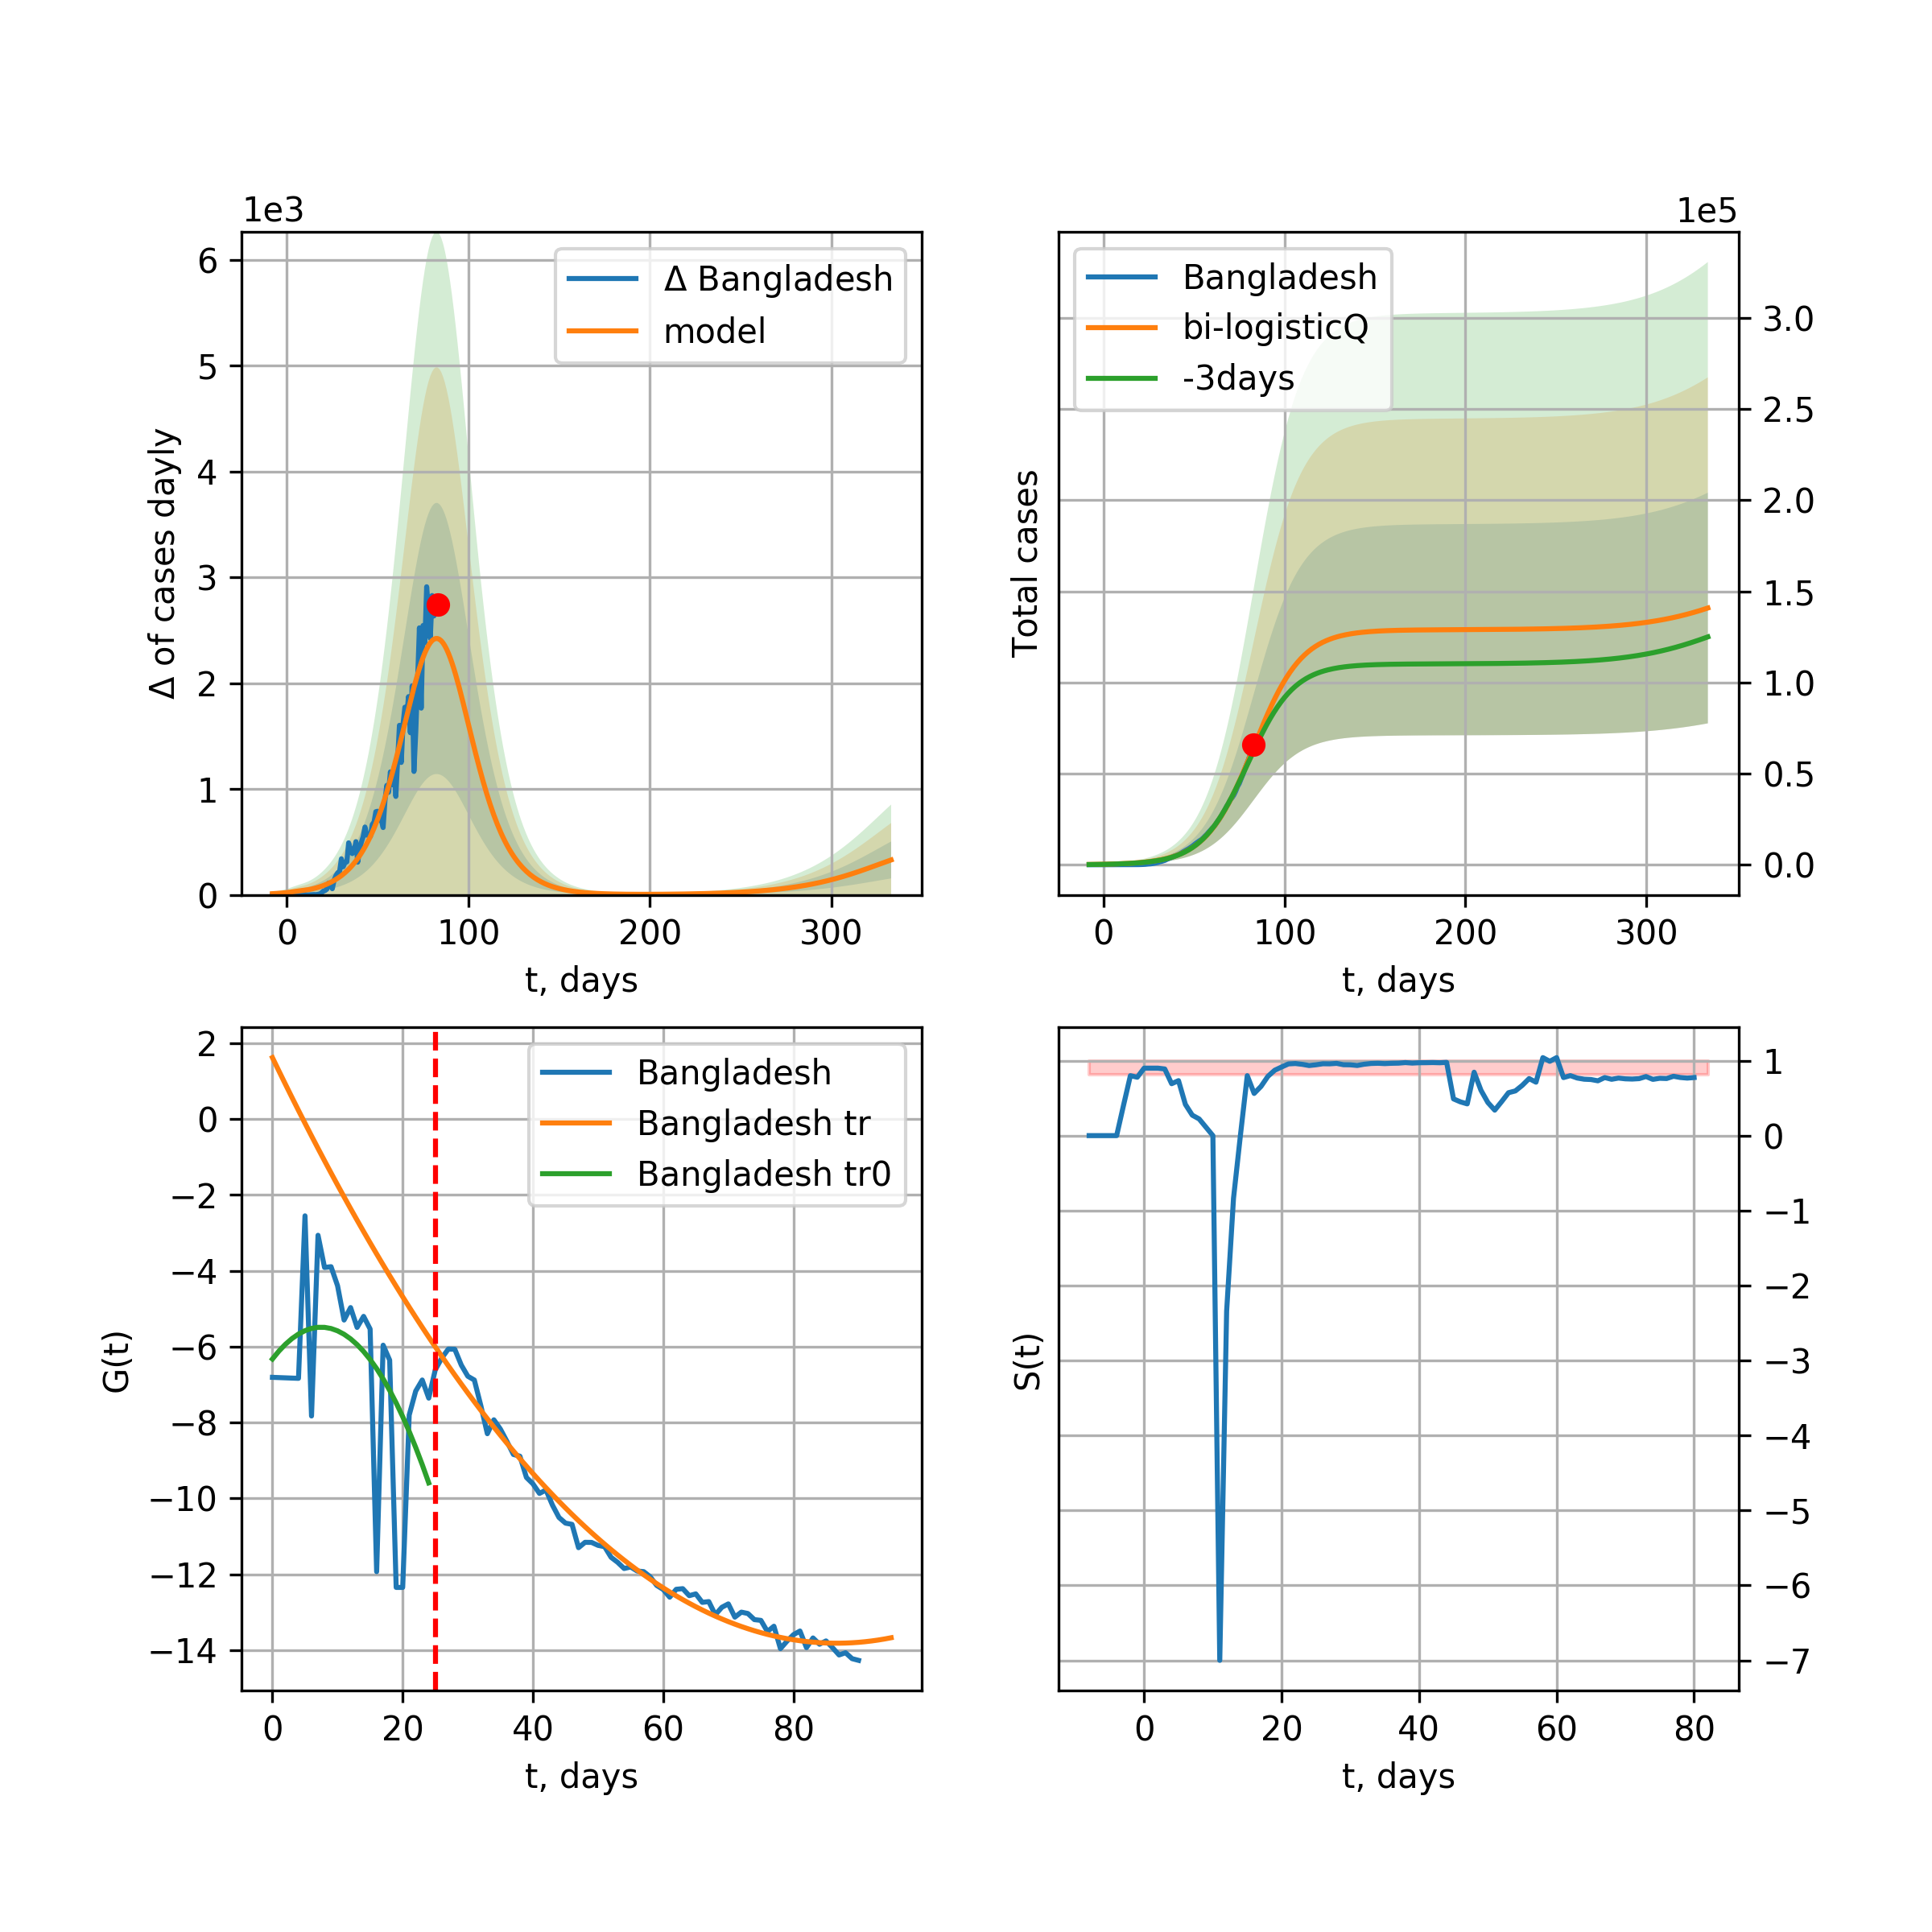 1e3
6
5
4
3
2
1
0
Δ of cases dayly
Δ Bangladesh
model
0 100 200 300
t, days
1e5
Bangladesh
bi-logisticQ
-3days
Total cases
3.0
2.5
2.0
1.5
1.0
0.5
0.0
0 100 200 300
t, days
2
0
−2
−4
−6
−8
−10
−12
−14
G(t)
Bangladesh
Bangladesh tr
Bangladesh tr0
0 20 40 60 80
t, days
S(t)
1
0
−1
−2
−3
−4
−5
−6
−7
0 20 40 60 80
t, days